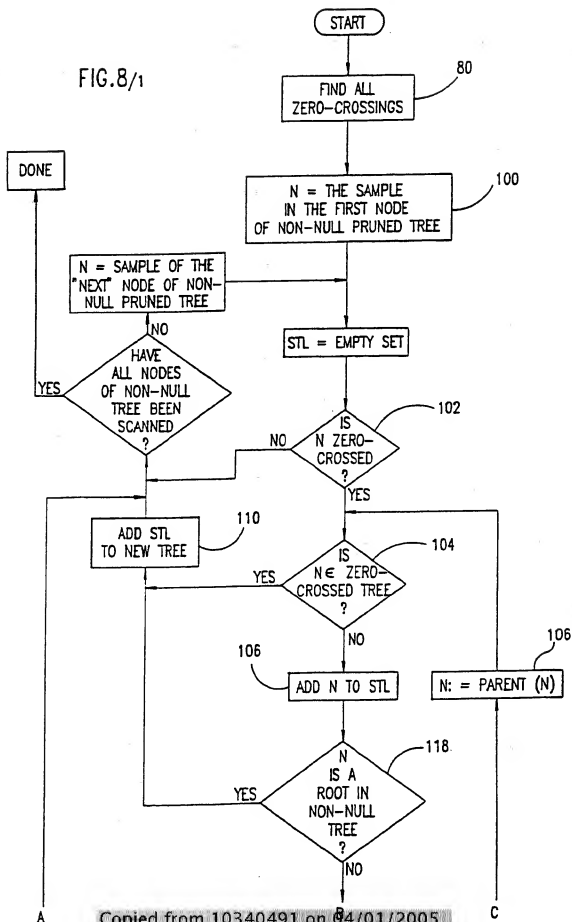 START
FIG.8/1
80
FIND ALL
ZERO-CROSSINGS
DONE
100
N = THE SAMPLE
IN THE FIRST NODE
OF NON-NULL PRUNED TREE
N = SAMPLE OF THE
"NEXT" NODE OF NON-
NULL PRUNED TREE
NO
STL = EMPTY SET
HAVE
ALL NODES
OF NON-NULL
TREE BEEN
SCANNED
?
YES
102
IS
N ZERO-
CROSSED
?
NO
YES
110
ADD STL
TO NEW TREE
104
IS
N∈ ZERO-
CROSSED TREE
?
YES
NO
106
ADD N TO STL
106
N: = PARENT (N)
118
N
IS A
ROOT IN
NON-NULL
TREE
?
YES
NO
A
B
C
Copied from 10340491 on 04/01/2005